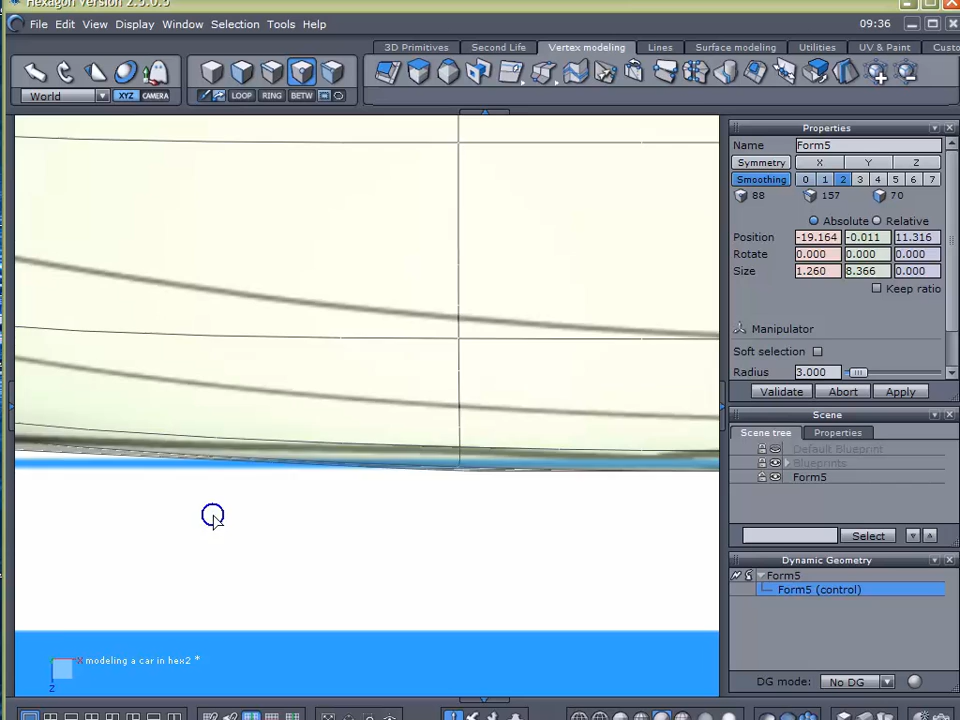 Hexagon Version 2.5.0.5
File Edit View Display Window Selection Tools Help 09:36
3D Primitives Second Life Vertex modeling Lines Surface modeling Utilities UV & Paint Custo
World XYZ CAMERA LOOP RING BETW
Properties
Name Form5
Symmetry X Y Z
Smoothing 0 1 2 3 4 5 6 7
88 157 70
Absolute Relative
Position -19.164 -0.011 11.316
Rotate 0.000 0.000 0.000
Size 1.260 8.366 0.000
Keep ratio
Manipulator
Soft selection
Radius 3.000
Validate Abort Apply
Scene
Scene tree Properties
Default Blueprint
Blueprints
Form5
Select
Dynamic Geometry
Form5
Form5 (control)
X modeling a car in hex2 *
Z
DG mode: No DG